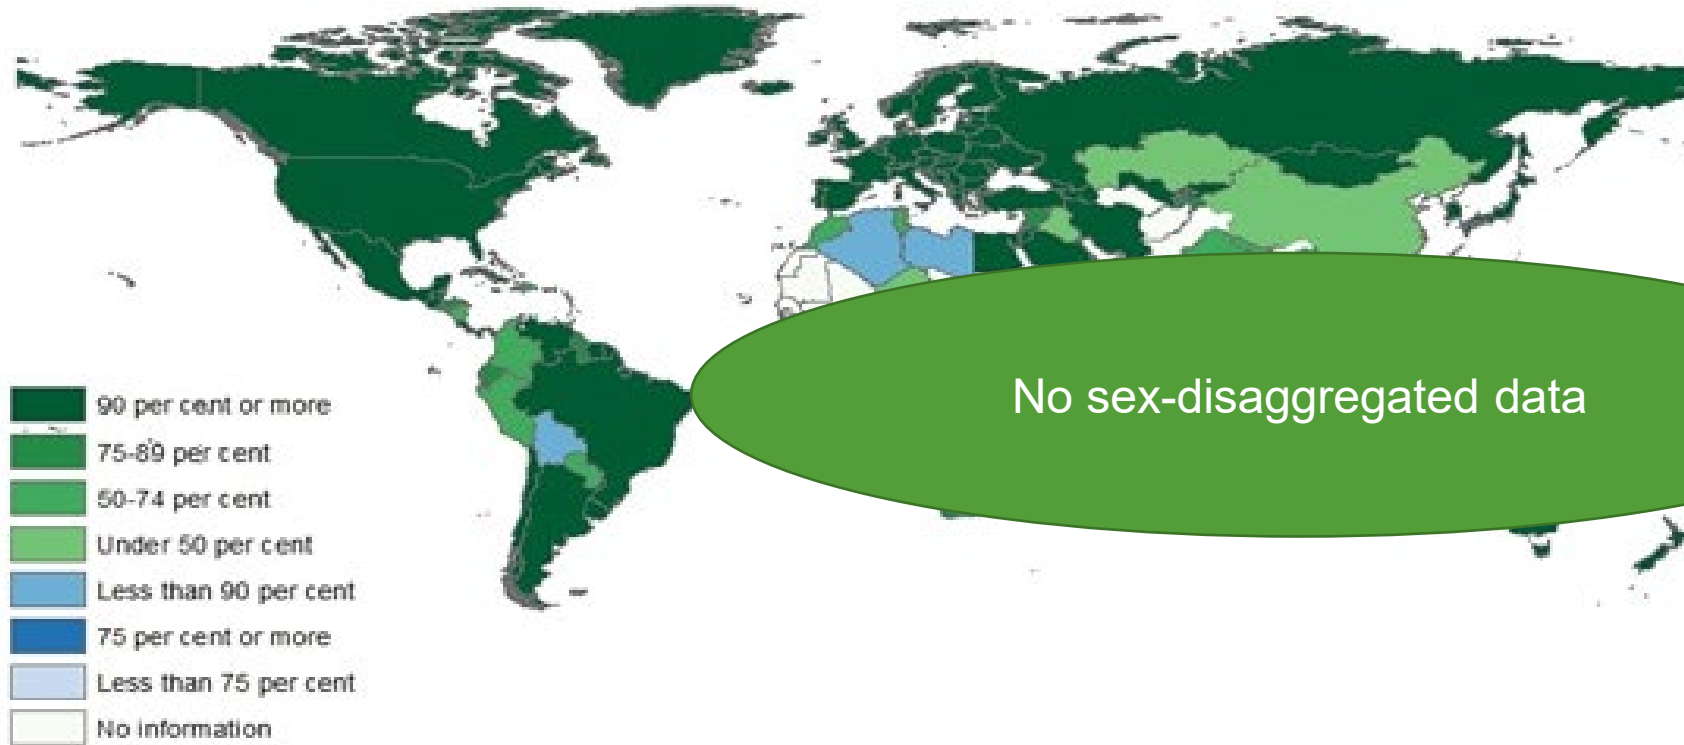 No sex-disaggregated data
90 per cent or more
75-89 per cent
50-74 per cent
Under 50 per cent
Less than 90 per cent
75 per cent or more
Less than 75 per cent
No information